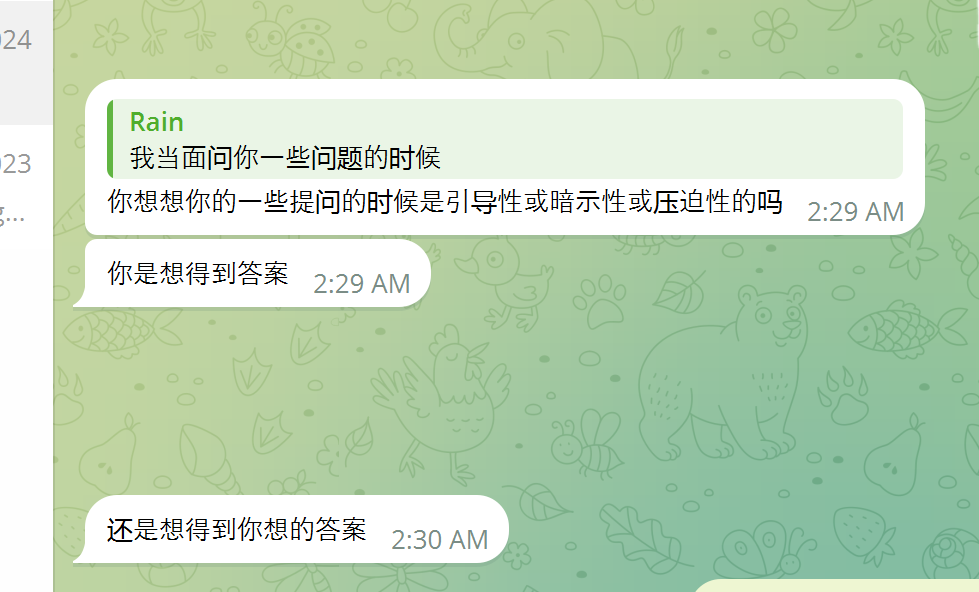 024
023
g...
Rain
我当面问你一些问题的时候
你想想你的一些提问的时候是引导性或暗示性或压迫性的吗 2:29 AM
你是想得到答案 2:29 AM
还是想得到你想的答案 2:30 AM